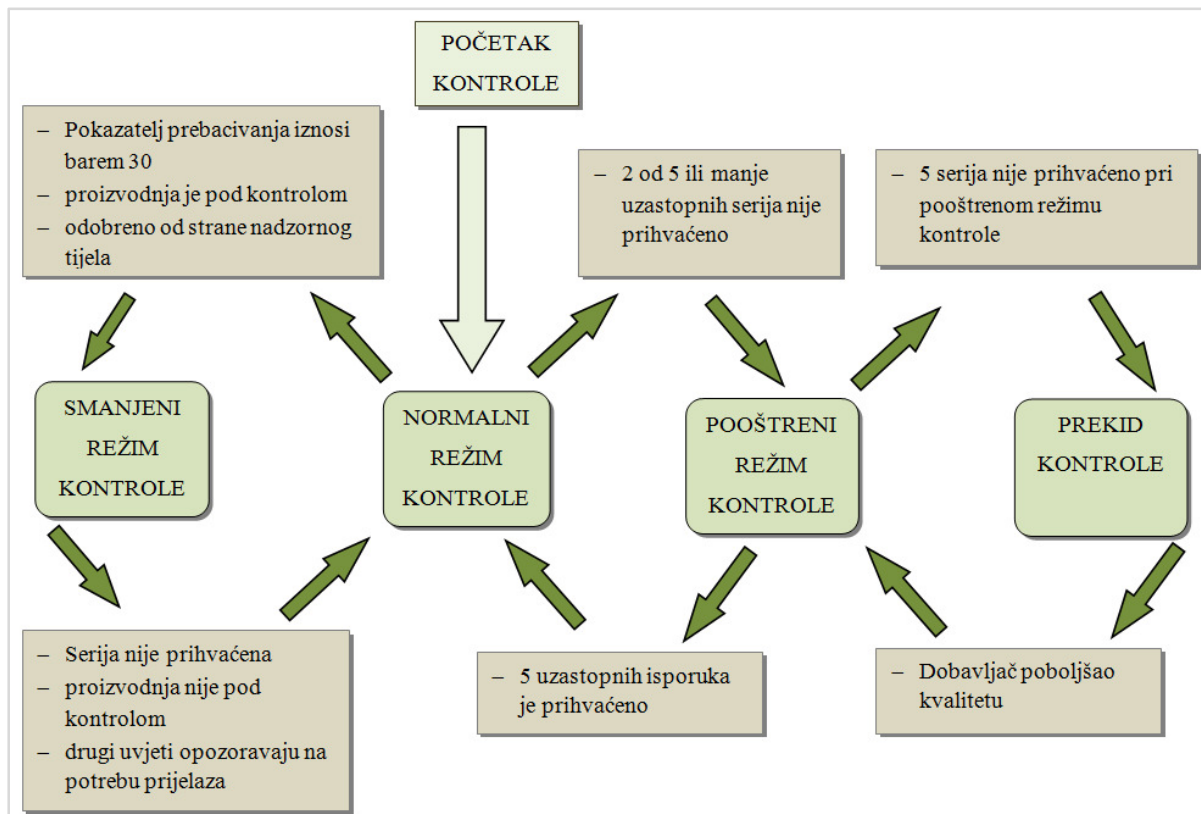 POČETAK
KONTROLE
– Pokazatelj prebacivanja iznosi
barem 30
– proizvodnja je pod kontrolom
– odobreno od strane nadzornog
tijela
– 2 od 5 ili manje
uzastopnih serija nije
prihvaćeno
– 5 serija nije prihvaćeno pri
pooštrenom režimu
kontrole
SMANJENI
REŽIM
KONTROLE
NORMALNI
REŽIM
KONTROLE
POOŠTRENI
REŽIM
KONTROLE
PREKID
KONTROLE
– Serija nije prihvaćena
– proizvodnja nije pod
kontrolom
– drugi uvjeti opozoravaju na
potrebu prijelaza
– 5 uzastopnih isporuka
je prihvaćeno
– Dobavljač poboljšao
kvalitetu